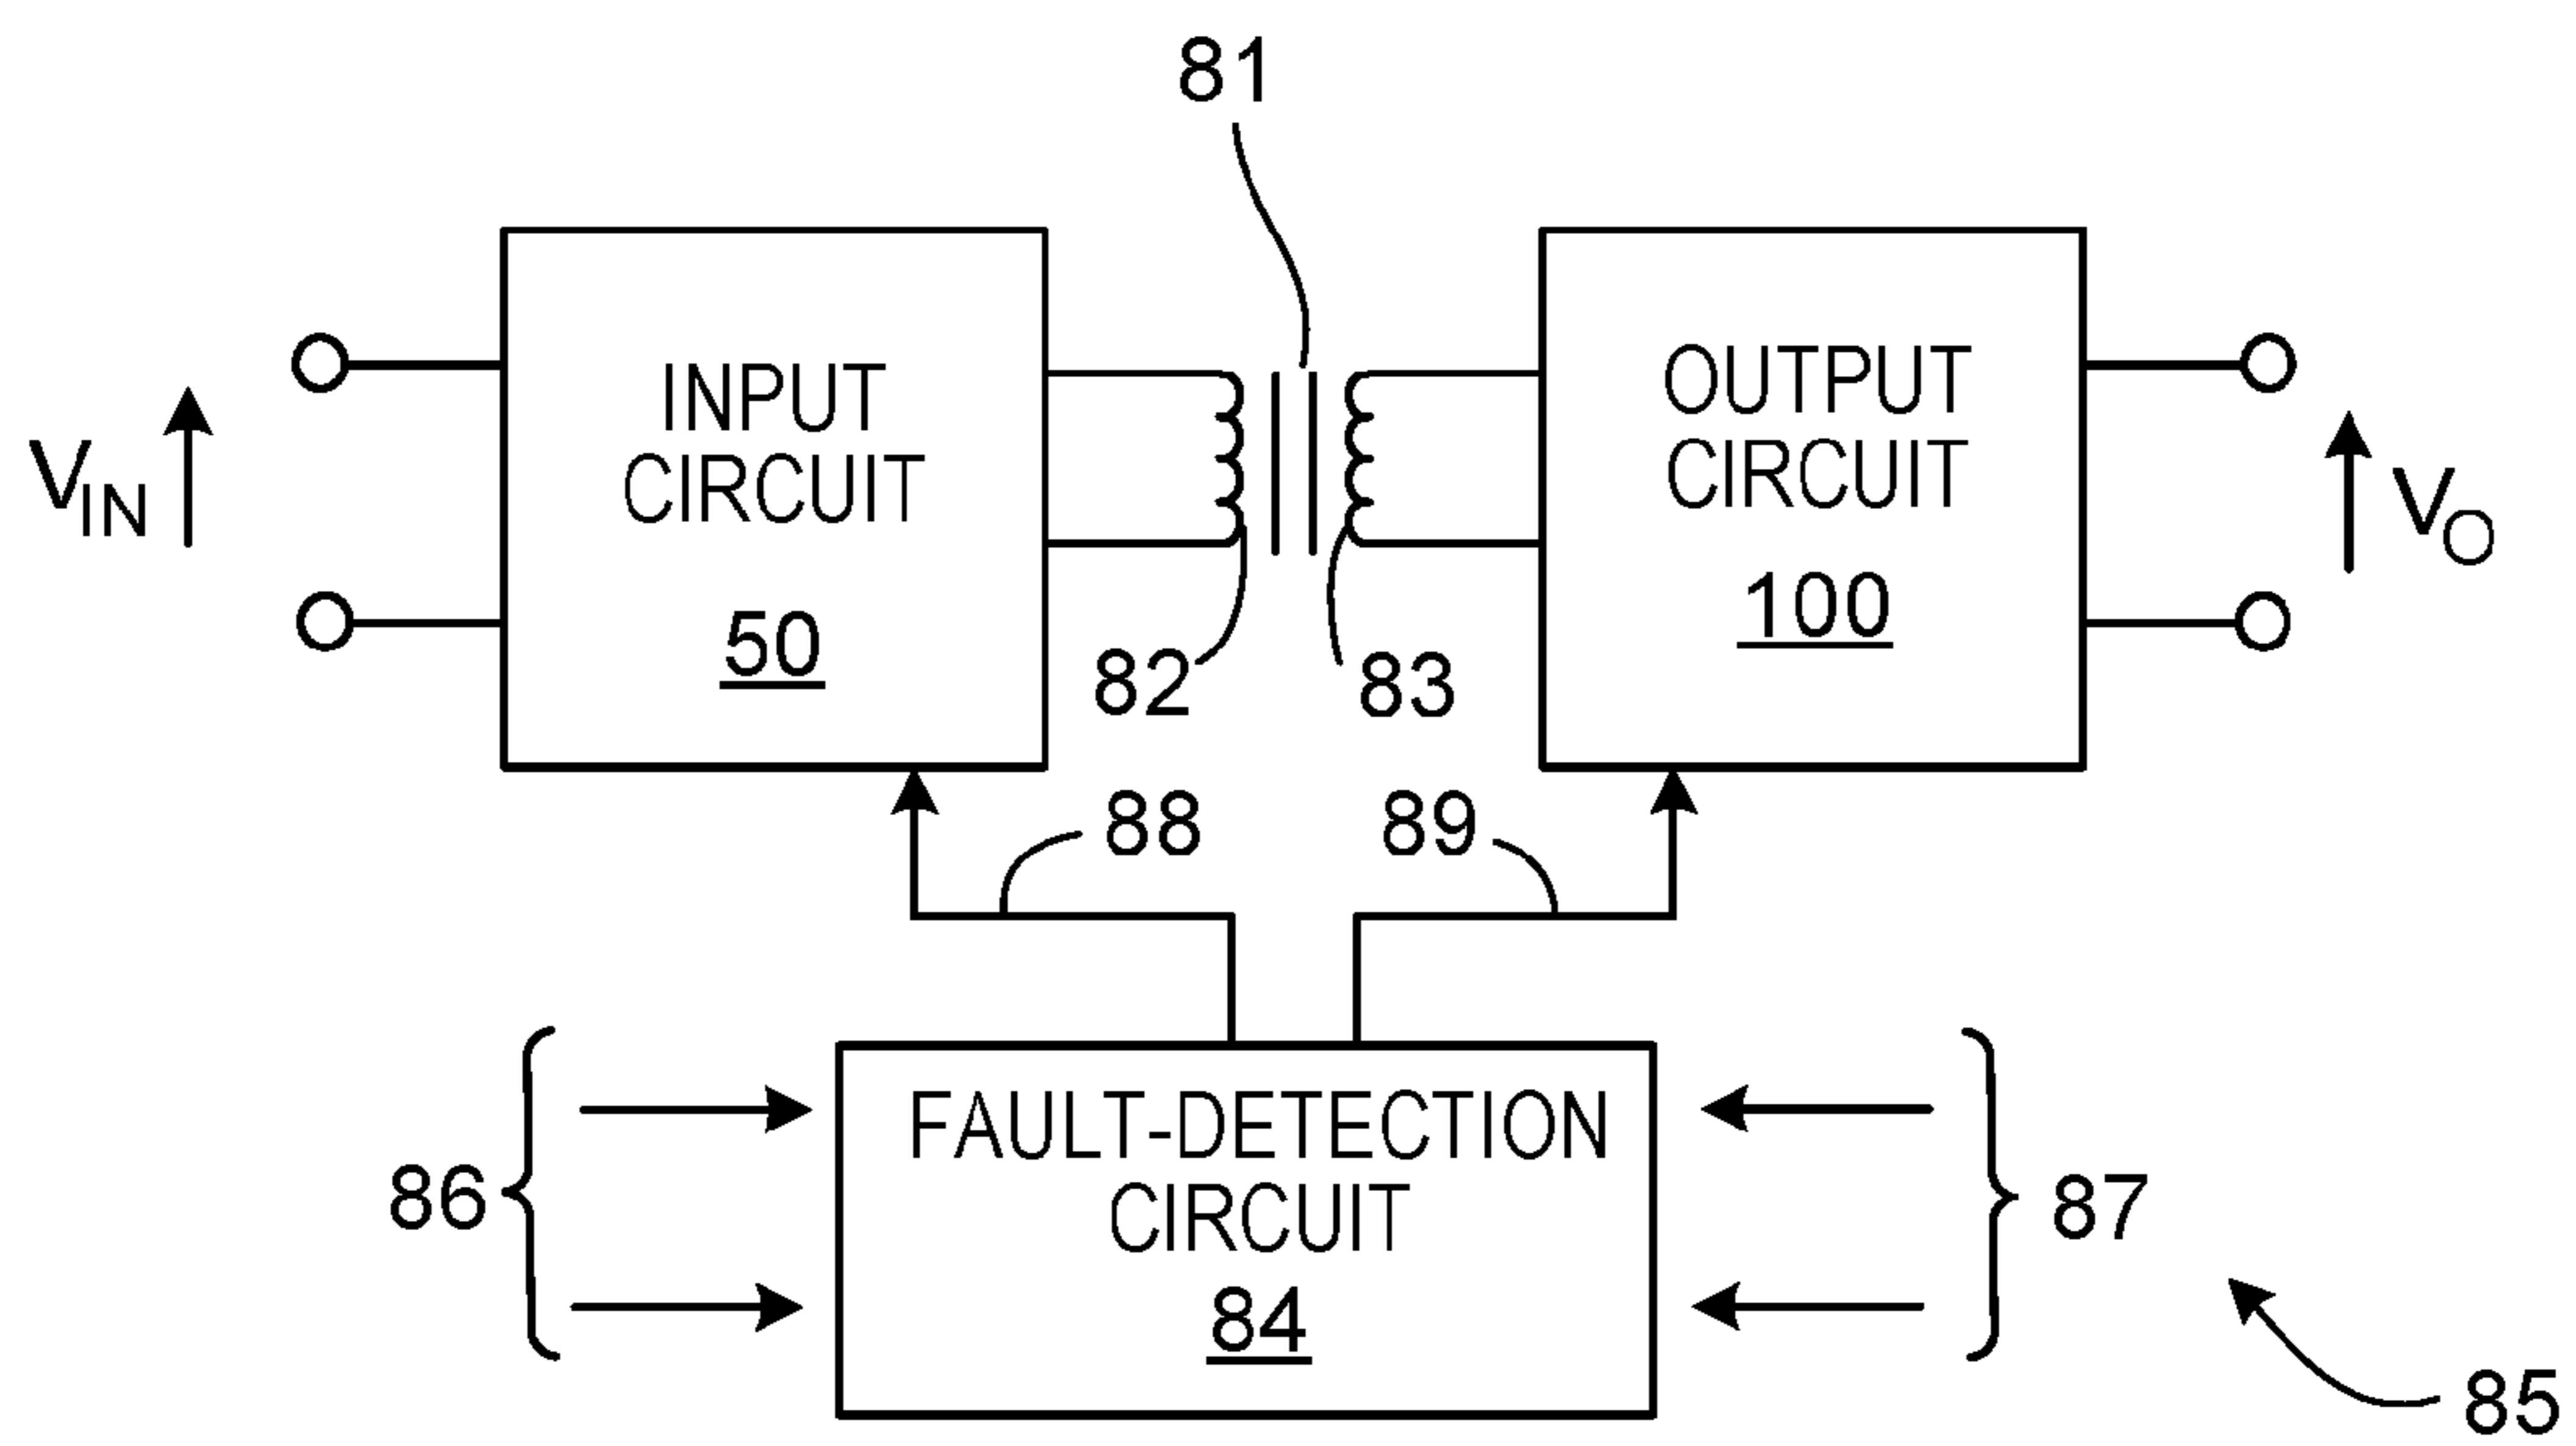 81
INPUT
CIRCUIT
50
OUTPUT
CIRCUIT
100
VIN
VO
82
83
88
89
FAULT-DETECTION
CIRCUIT
84
86
87
85